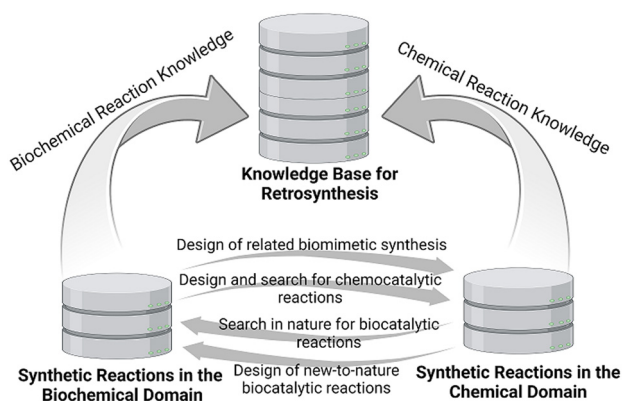 Biochemical Reaction Knowledge
Chemical Reaction Knowledge
Knowledge Base for
Retrosynthesis
Design of related biomimetic synthesis
Design and search for chemocatalytic
reactions
Search in nature for biocatalytic
reactions
Design of new-to-nature
biocatalytic reactions
Synthetic Reactions in the
Biochemical Domain
Synthetic Reactions in the
Chemical Domain